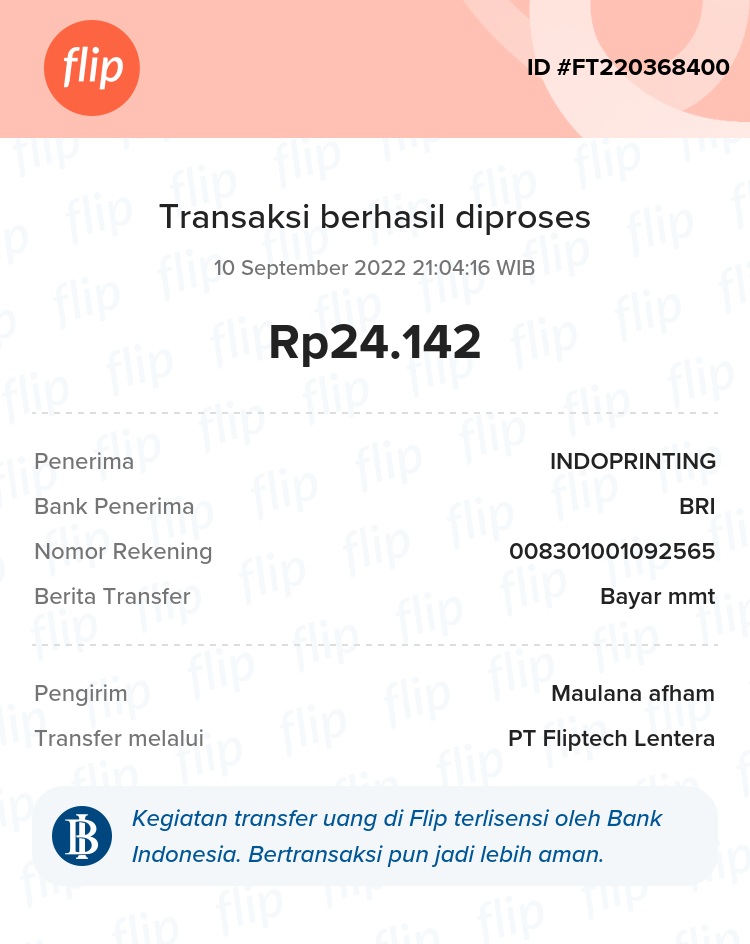 flip
ID #FT220368400
Transaksi berhasil diproses
10 September 2022 21:04:16 WIB
Rp24.142
Penerima INDOPRINTING
Bank Penerima BRI
Nomor Rekening 008301001092565
Berita Transfer Bayar mmt
Pengirim Maulana afham
Transfer melalui PT Fliptech Lentera
Kegiatan transfer uang di Flip terlisensi oleh Bank
Indonesia. Bertransaksi pun jadi lebih aman.